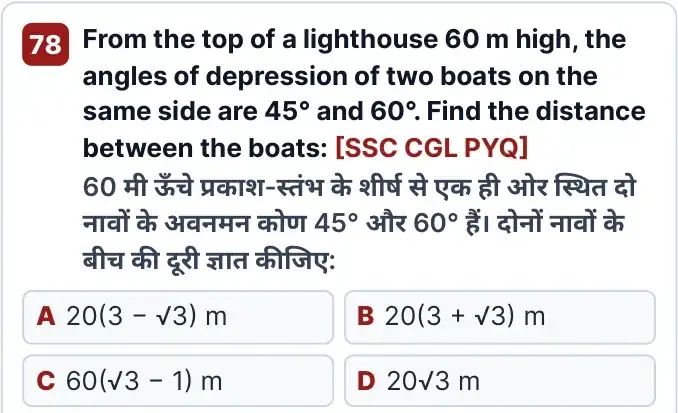 78 From the top of a lighthouse 60 m high, the
angles of depression of two boats on the
same side are 45° and 60°. Find the distance
between the boats: [SSC CGL PYQ]
60 मी ऊँचे प्रकाश-स्तंभ के शीर्ष से एक ही ओर स्थित दो
नावों के अवनमन कोण 45° और 60° हैं। दोनों नावों के
बीच की दूरी ज्ञात कीजिए:
A 20(3 − √3) m
B 20(3 + √3) m
C 60(√3 − 1) m
D 20√3 m